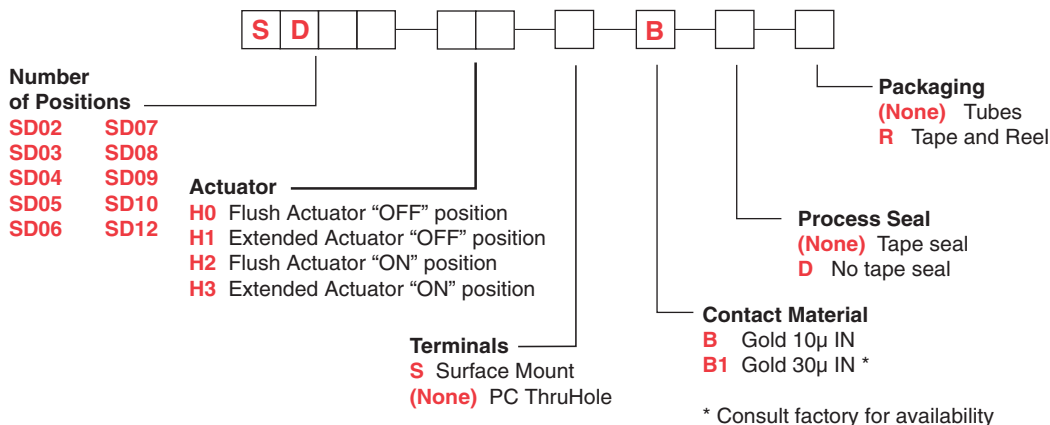 S D B
Number
of Positions
SD02 SD07
SD03 SD08
SD04 SD09
SD05 SD10
SD06 SD12
Actuator
H0 Flush Actuator “OFF” position
H1 Extended Actuator “OFF” position
H2 Flush Actuator “ON” position
H3 Extended Actuator “ON” position
Terminals
S Surface Mount
(None) PC ThruHole
Contact Material
B Gold 10µ IN
B1 Gold 30µ IN *
* Consult factory for availability
Process Seal
(None) Tape seal
D No tape seal
Packaging
(None) Tubes
R Tape and Reel